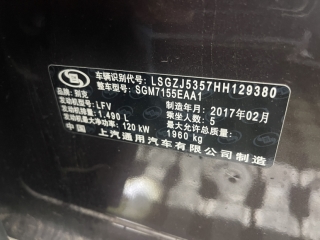 车辆识别代号: LSGZJ5357HH129380
整车型号: SGM7155EAA1
品牌: 别克 制造年月: 2017年02月
发动机型号: LFV 乘坐人数: 5
发动机排量: 1.490 L 最大允许总质量:
发动机最大净功率: 120 kW 1960 kg
中国 上汽通用汽车有限公司制造